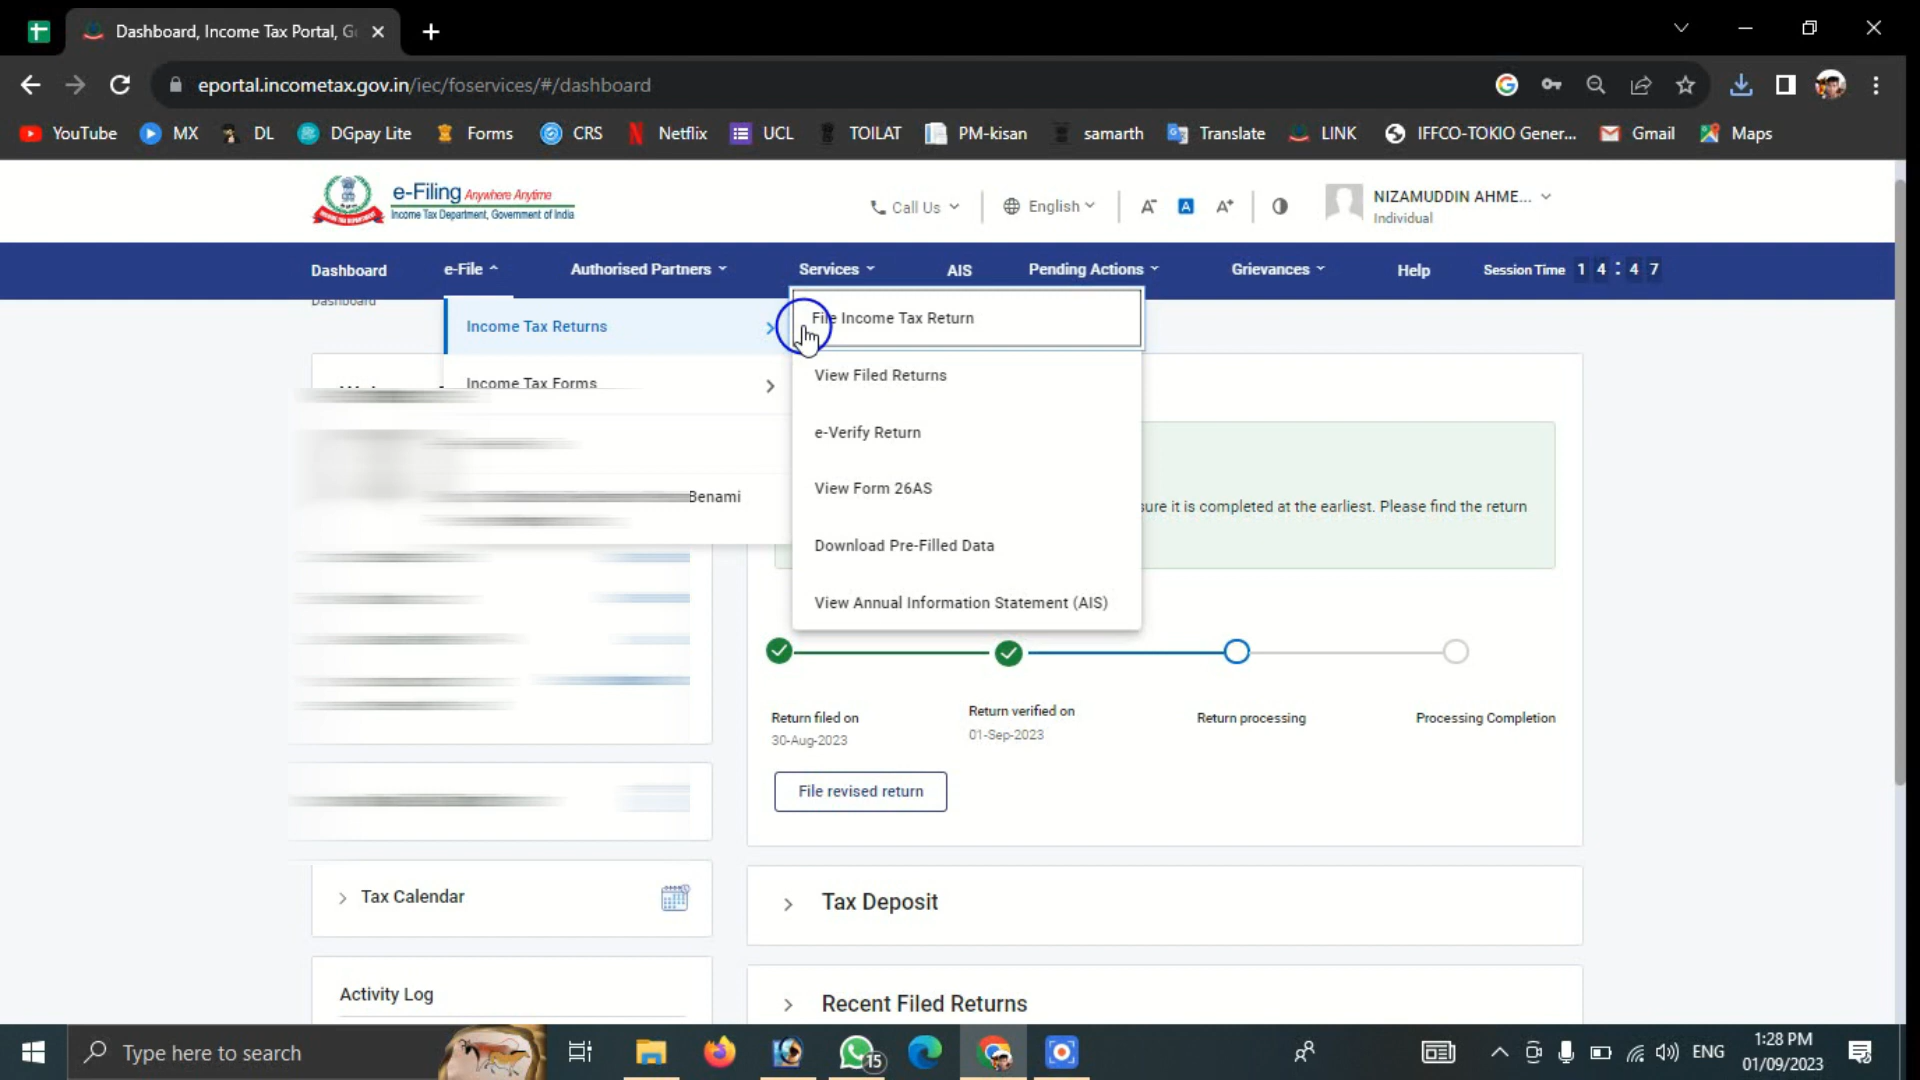 Dashboard, Income Tax Portal, G
eportal.incometax.gov.in/iec/foservices/#/dashboard
YouTube MX DL DGpay Lite Forms CRS Netflix UCL TOILAT PM-kisan samarth Translate LINK IFFCO-TOKIO Gener... Gmail Maps
e-Filing Anywhere Anytime
Income Tax Department, Government of India
Call Us English A- A A+
NIZAMUDDIN AHME...
Individual
Dashboard e-File Authorised Partners Services AIS Pending Actions Grievances Help Session Time 1 4 : 4 7
Dashboard
Income Tax Returns
Income Tax Forms
Benami
File Income Tax Return
View Filed Returns
e-Verify Return
View Form 26AS
Download Pre-Filled Data
View Annual Information Statement (AIS)
sure it is completed at the earliest. Please find the return
Return filed on
30-Aug-2023
Return verified on
01-Sep-2023
Return processing
Processing Completion
File revised return
Tax Calendar
Activity Log
Tax Deposit
Recent Filed Returns
Type here to search
15
ENG
1:28 PM
01/09/2023